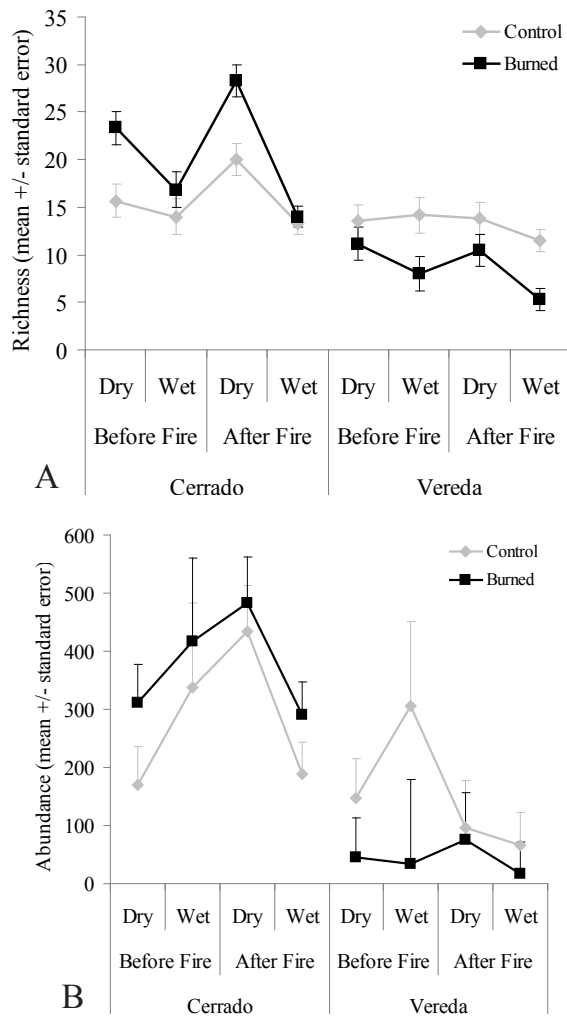 Richness (mean +/- standard error)
35
30
25
20
15
10
5
0
Control
Burned
Dry Wet Dry Wet Dry Wet Dry Wet
Before Fire After Fire Before Fire After Fire
Cerrado Vereda
A
Abundance (mean +/- standard error)
600
500
400
300
200
100
0
Control
Burned
Dry Wet Dry Wet Dry Wet Dry Wet
Before Fire After Fire Before Fire After Fire
Cerrado Vereda
B